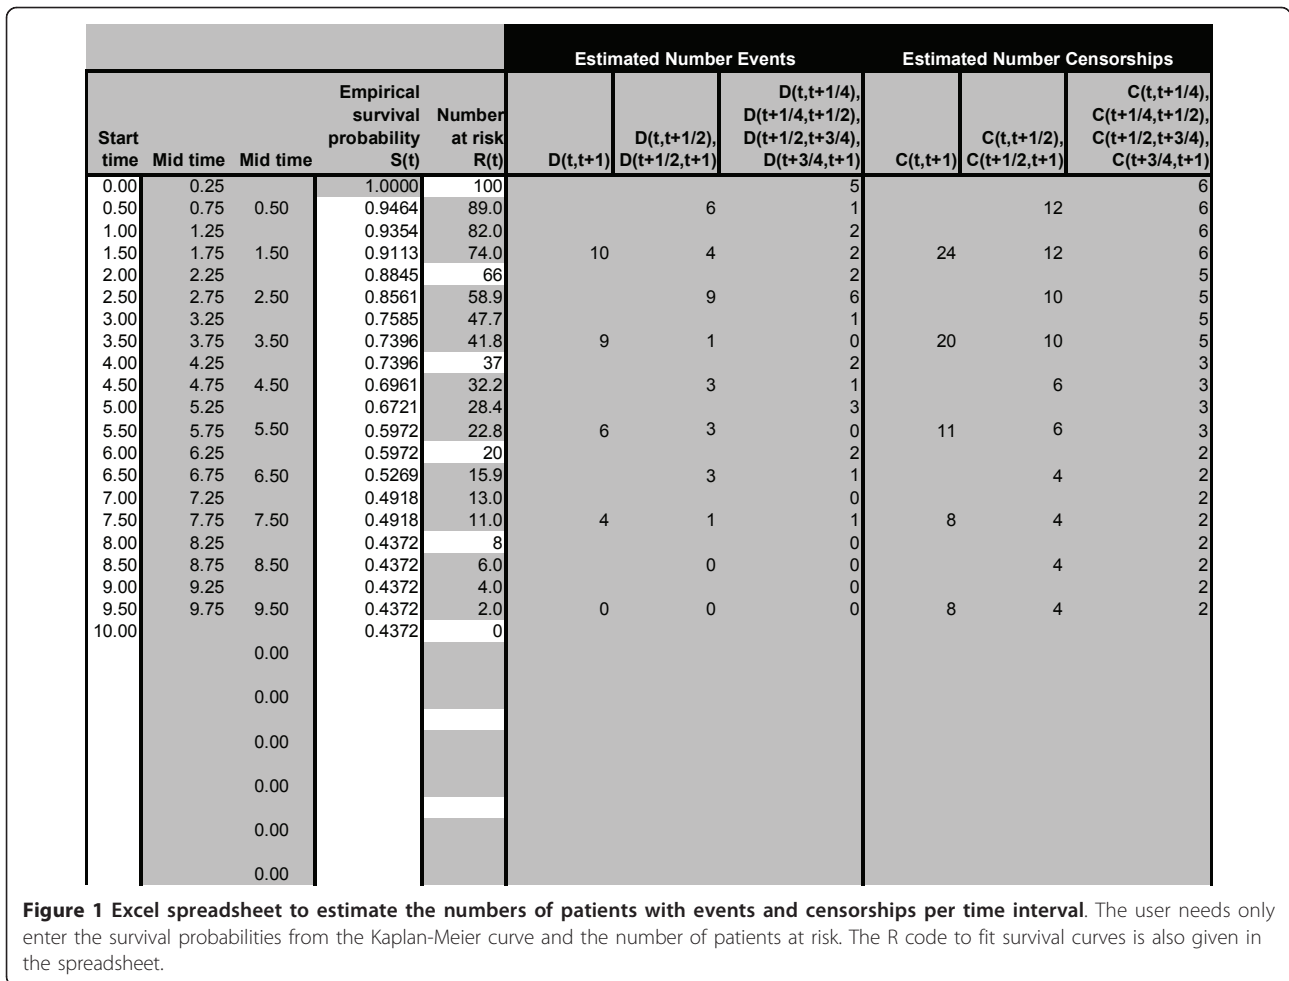 Estimated Number Events Estimated Number Censorships
Empirical D(t,t+1/4), C(t,t+1/4),
survival Number D(t+1/4,t+1/2), C(t+1/4,t+1/2),
Start probability at risk D(t,t+1/2), D(t+1/2,t+3/4), C(t,t+1/2), C(t+1/2,t+3/4),
time Mid time Mid time S(t) R(t) D(t,t+1) D(t+1/2,t+1) D(t+3/4,t+1) C(t,t+1) C(t+1/2,t+1) C(t+3/4,t+1)
0.00 0.25 1.0000 100 5 6
0.50 0.75 0.50 0.9464 89.0 6 1 12 6
1.00 1.25 0.9354 82.0 2 6
1.50 1.75 1.50 0.9113 74.0 10 4 2 24 12 6
2.00 2.25 0.8845 66 2 5
2.50 2.75 2.50 0.8561 58.9 9 6 10 5
3.00 3.25 0.7585 47.7 1 5
3.50 3.75 3.50 0.7396 41.8 9 1 0 20 10 5
4.00 4.25 0.7396 37 2 3
4.50 4.75 4.50 0.6961 32.2 3 1 6 3
5.00 5.25 0.6721 28.4 3 3
5.50 5.75 5.50 0.5972 22.8 6 3 0 11 6 3
6.00 6.25 0.5972 20 2 2
6.50 6.75 6.50 0.5269 15.9 3 1 4 2
7.00 7.25 0.4918 13.0 0 2
7.50 7.75 7.50 0.4918 11.0 4 1 1 8 4 2
8.00 8.25 0.4372 8 0 2
8.50 8.75 8.50 0.4372 6.0 0 0 4 2
9.00 9.25 0.4372 4.0 0 2
9.50 9.75 9.50 0.4372 2.0 0 0 0 8 4 2
10.00 0.4372 0
0.00
0.00
0.00
0.00
0.00
0.00
Figure 1 Excel spreadsheet to estimate the numbers of patients with events and censorships per time interval. The user needs only
enter the survival probabilities from the Kaplan-Meier curve and the number of patients at risk. The R code to fit survival curves is also given in
the spreadsheet.